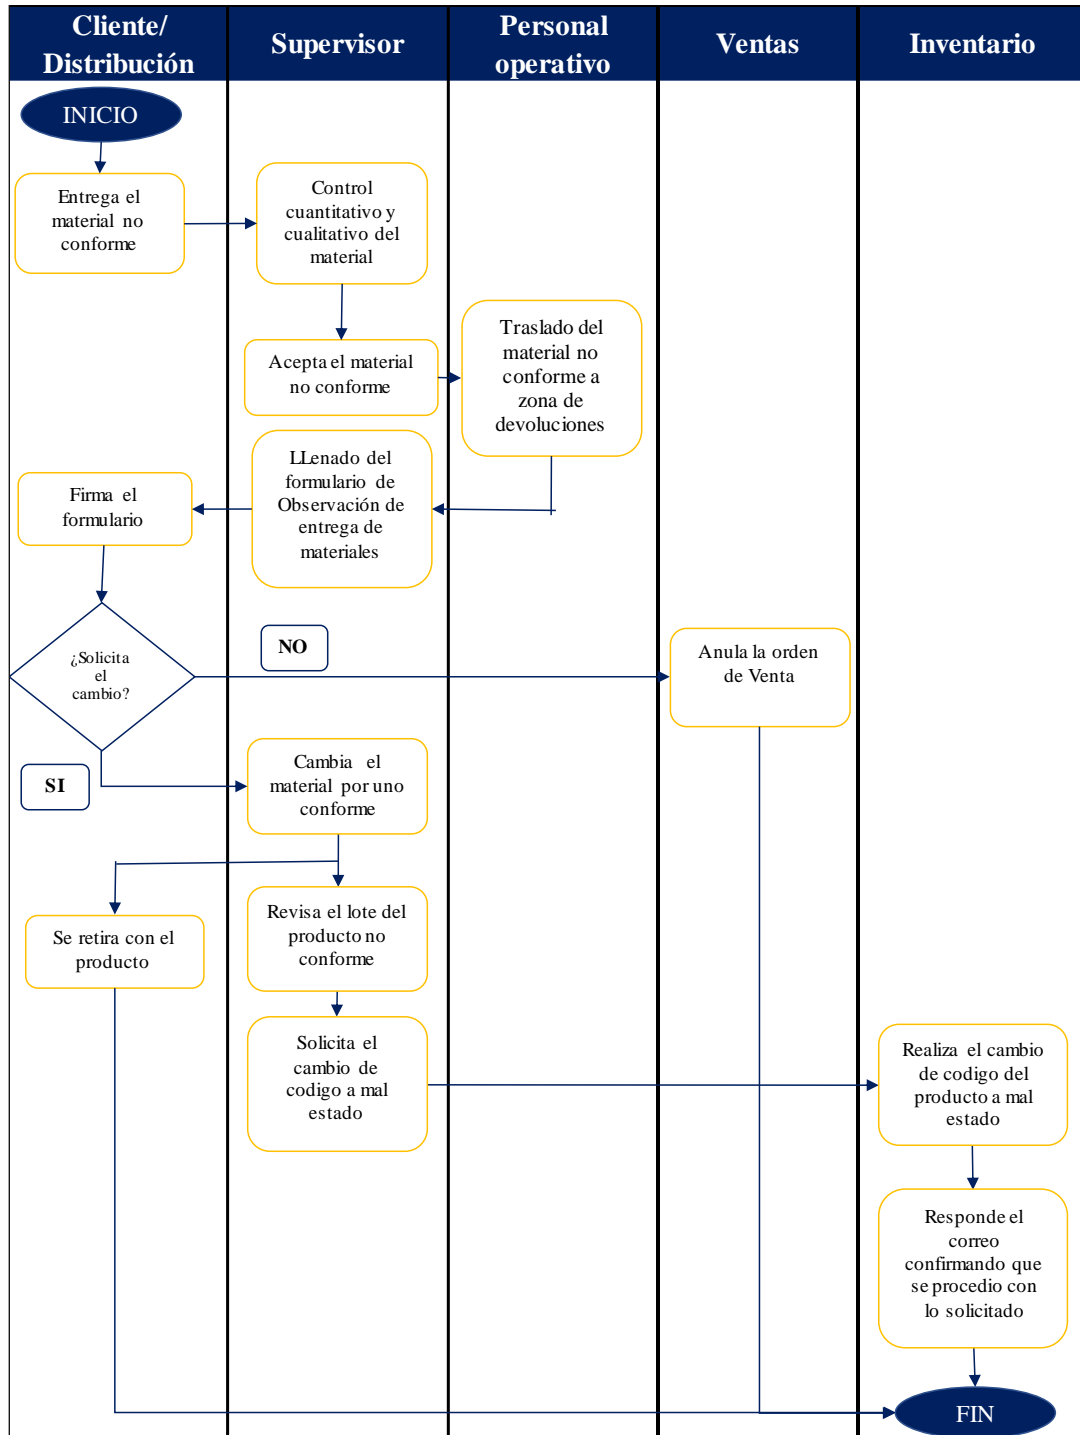 Cliente/
Distribución
Supervisor
Personal
operativo
Ventas
Inventario
INICIO
Entrega el
material no
conforme
Control
cuantitativo y
cualitativo del
material
Acepta el material
no conforme
Traslado del
material no
conforme a
zona de
devoluciones
LLenado del
formulario de
Observación de
entrega de
materiales
Firma el
formulario
¿Solicita
el
cambio?
NO
Anula la orden
de Venta
SI
Cambia el
material por uno
conforme
Se retira con el
producto
Revisa el lote del
producto no
conforme
Solicita el
cambio de
codigo a mal
estado
Realiza el cambio
de codigo del
producto a mal
estado
Responde el
correo
confirmando que
se procedio con
lo solicitado
FIN